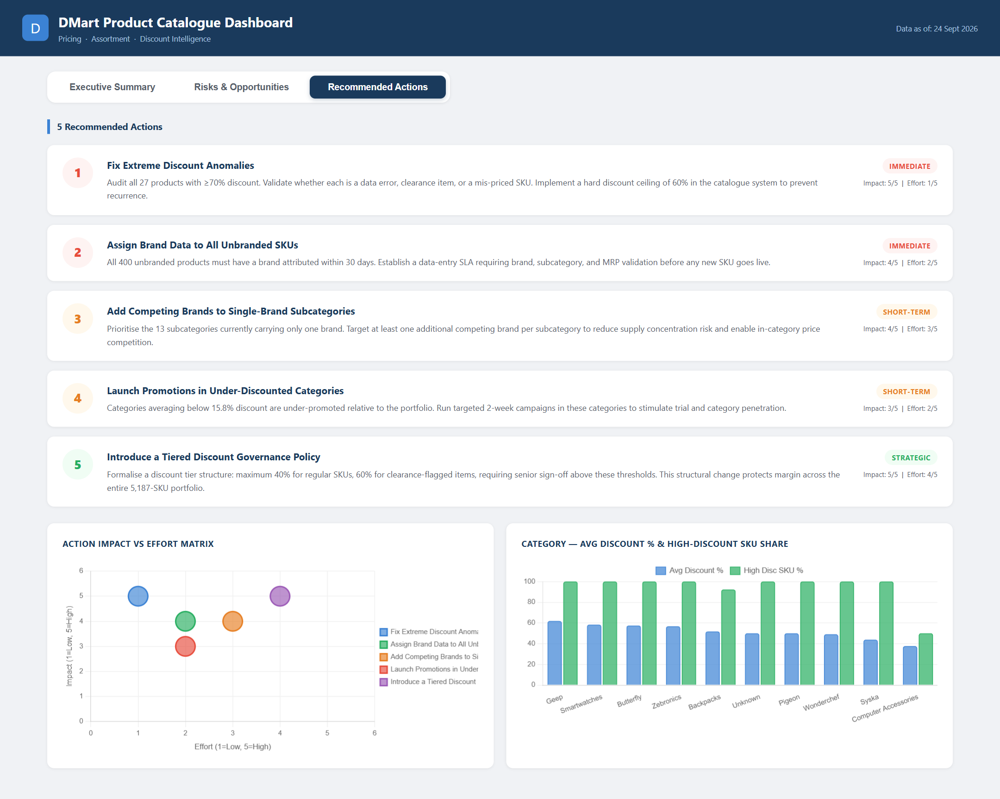 D
DMart Product Catalogue Dashboard
Pricing · Assortment · Discount Intelligence
Data as of: 24 Sept 2026
Executive Summary
Risks & Opportunities
Recommended Actions
5 Recommended Actions
1
Fix Extreme Discount Anomalies
Audit all 27 products with ≥70% discount. Validate whether each is a data error, clearance item, or a mis-priced SKU. Implement a hard discount ceiling of 60% in the catalogue system to prevent
recurrence.
IMMEDIATE
Impact: 5/5 | Effort: 1/5
2
Assign Brand Data to All Unbranded SKUs
All 400 unbranded products must have a brand attributed within 30 days. Establish a data-entry SLA requiring brand, subcategory, and MRP validation before any new SKU goes live.
IMMEDIATE
Impact: 4/5 | Effort: 2/5
3
Add Competing Brands to Single-Brand Subcategories
Prioritise the 13 subcategories currently carrying only one brand. Target at least one additional competing brand per subcategory to reduce supply concentration risk and enable in-category price
competition.
SHORT-TERM
Impact: 4/5 | Effort: 3/5
4
Launch Promotions in Under-Discounted Categories
Categories averaging below 15.8% discount are under-promoted relative to the portfolio. Run targeted 2-week campaigns in these categories to stimulate trial and category penetration.
SHORT-TERM
Impact: 3/5 | Effort: 2/5
5
Introduce a Tiered Discount Governance Policy
Formalise a discount tier structure: maximum 40% for regular SKUs, 60% for clearance-flagged items, requiring senior sign-off above these thresholds. This structural change protects margin across the
entire 5,187-SKU portfolio.
STRATEGIC
Impact: 5/5 | Effort: 4/5
ACTION IMPACT VS EFFORT MATRIX
Impact (1=Low, 5=High)
6
5
4
3
2
1
0
0 1 2 3 4 5 6
Effort (1=Low, 5=High)
Fix Extreme Discount Anoma
Assign Brand Data to All Unb
Add Competing Brands to Si
Launch Promotions in Under
Introduce a Tiered Discount
CATEGORY — AVG DISCOUNT % & HIGH-DISCOUNT SKU SHARE
Avg Discount % High Disc SKU %
100
80
60
40
20
0
Geep
Smartwatches
Butterfly
Zebronics
Backpacks
Unknown
Pigeon
Wonderchef
Syska
Computer Accessories